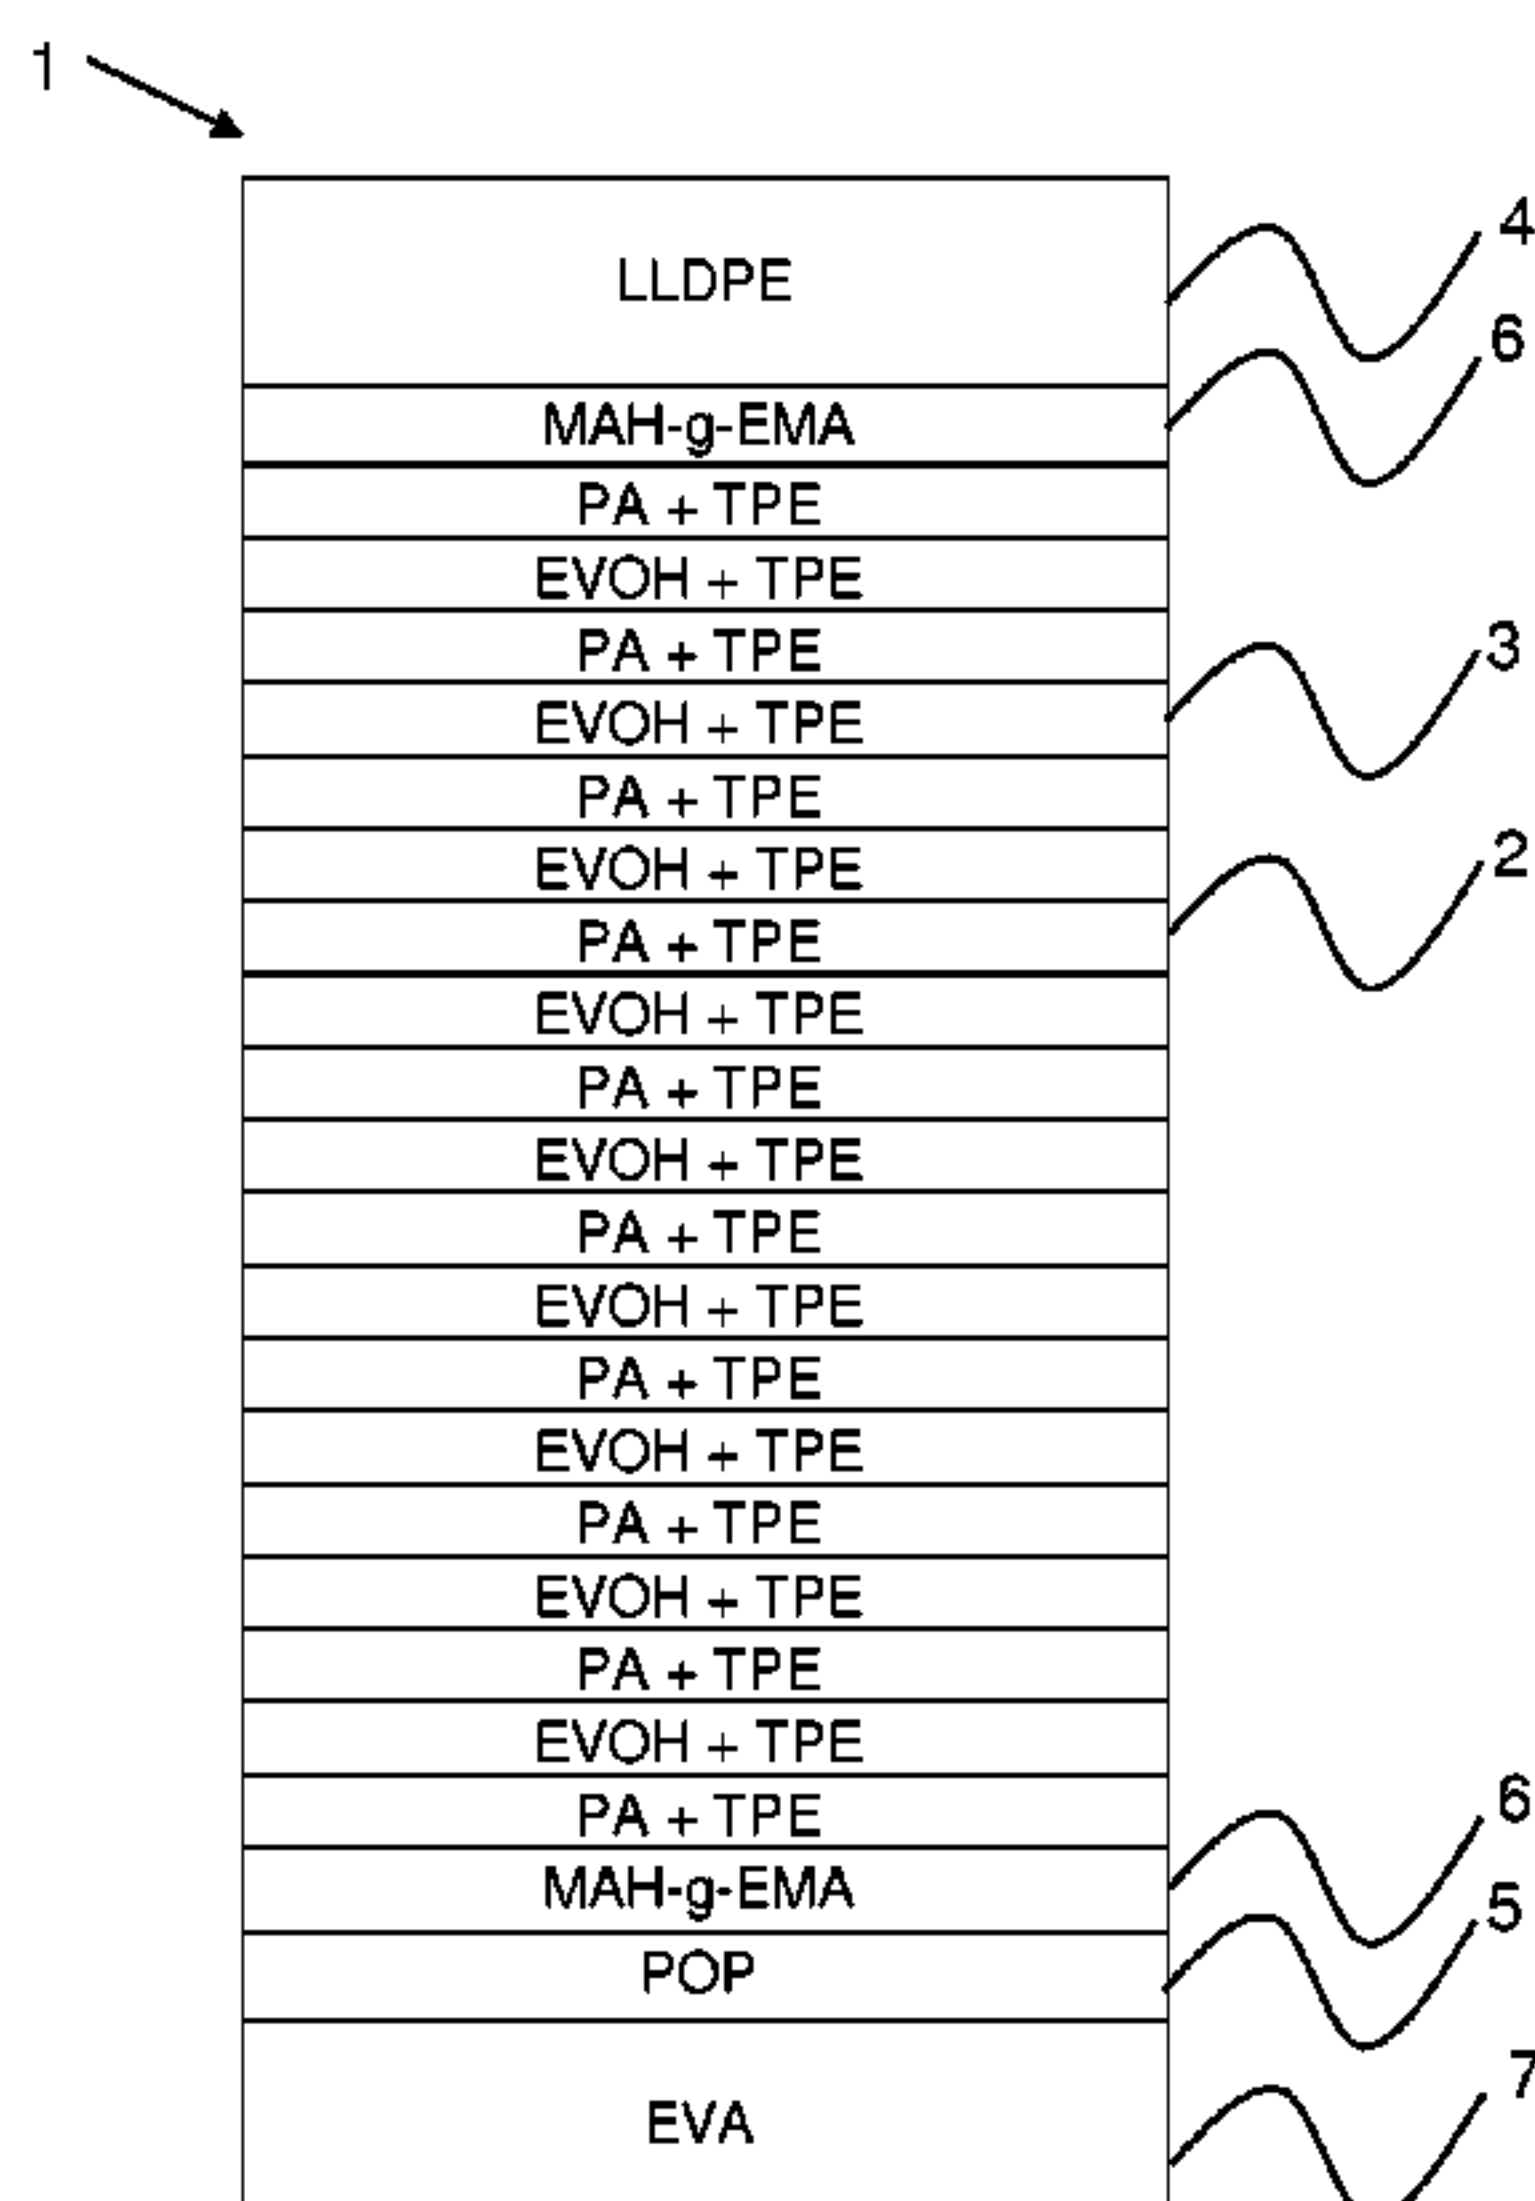 1
LLDPE
4
MAH-g-EMA
6
PA + TPE
EVOH + TPE
PA + TPE
3
EVOH + TPE
PA + TPE
EVOH + TPE
2
PA + TPE
EVOH + TPE
PA + TPE
EVOH + TPE
PA + TPE
EVOH + TPE
PA + TPE
EVOH + TPE
PA + TPE
EVOH + TPE
PA + TPE
EVOH + TPE
PA + TPE
6
MAH-g-EMA
5
POP
7
EVA